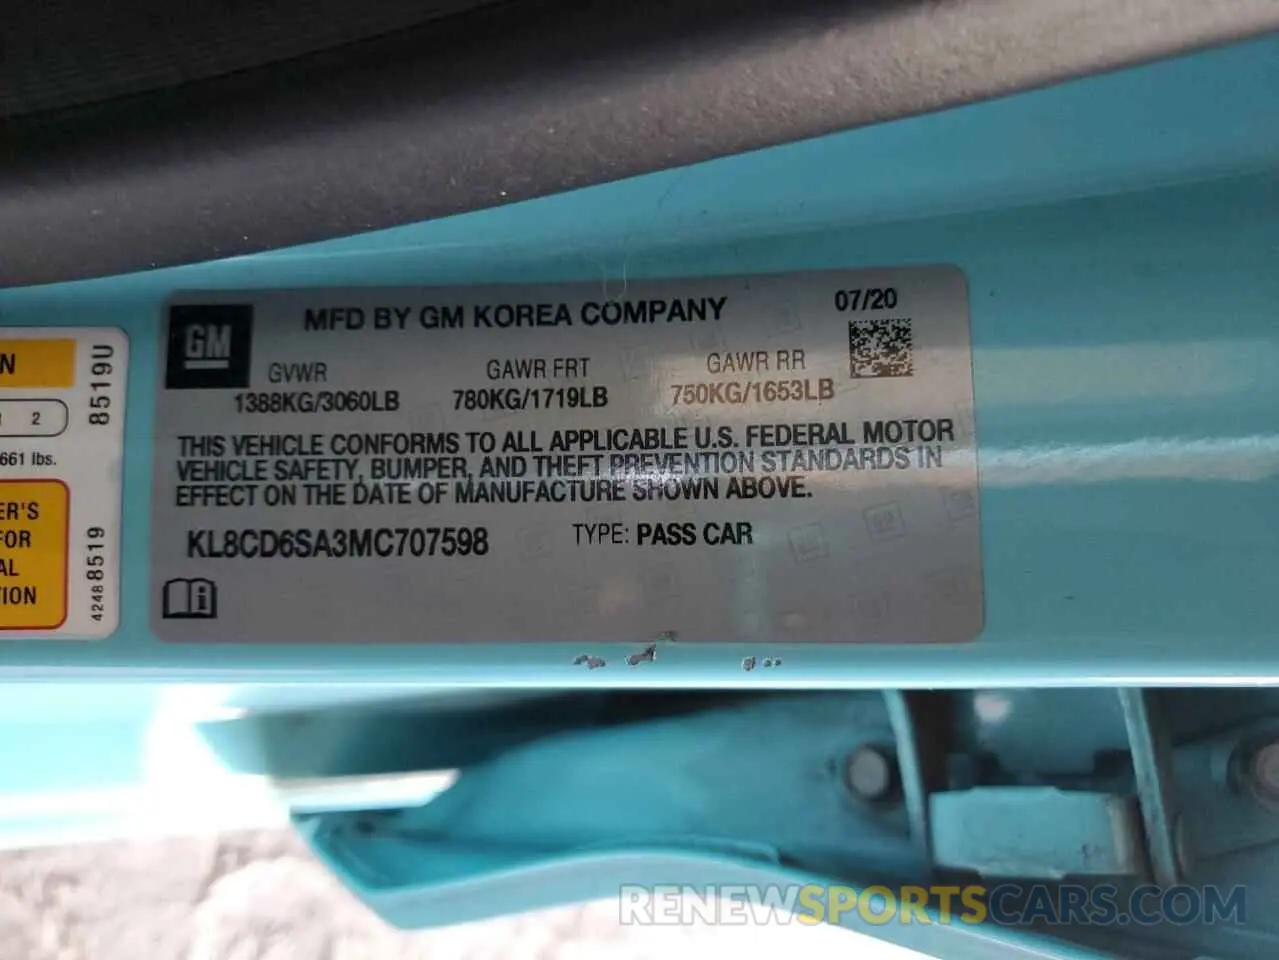 GM
MFD BY GM KOREA COMPANY
07/20
GVWR
GAWR FRT
GAWR RR
1388KG/3060LB
780KG/1719LB
750KG/1653LB
THIS VEHICLE CONFORMS TO ALL APPLICABLE U.S. FEDERAL MOTOR
VEHICLE SAFETY, BUMPER, AND THEFT PREVENTION STANDARDS IN
EFFECT ON THE DATE OF MANUFACTURE SHOWN ABOVE.
KL8CD6SA3MC707598
TYPE: PASS CAR
N
2
661 lbs.
ER'S
FOR
AL
ION
8519U
42488519
RENEWSPORTSCARS.COM